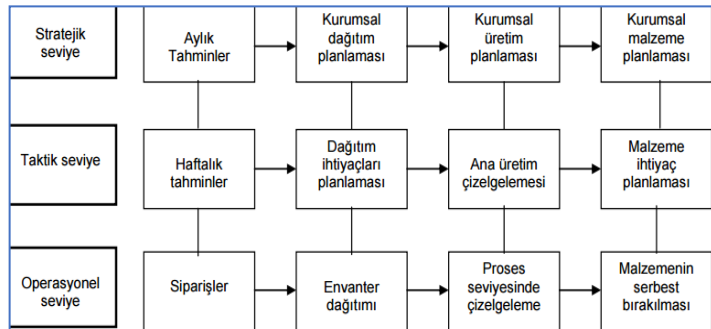 Stratejik
seviye
Aylık
Tahminler
Kurumsal
dağıtım
planlaması
Kurumsal
üretim
planlaması
Kurumsal
malzeme
planlaması
Taktik seviye
Haftalık
tahminler
Dağıtım
ihtiyaçları
planlaması
Ana üretim
çizelgelemesi
Malzeme
ihtiyaç
planlaması
Operasyonel
seviye
Siparişler
Envanter
dağıtımı
Proses
seviyesinde
çizelgeleme
Malzemenin
serbest
bırakılması